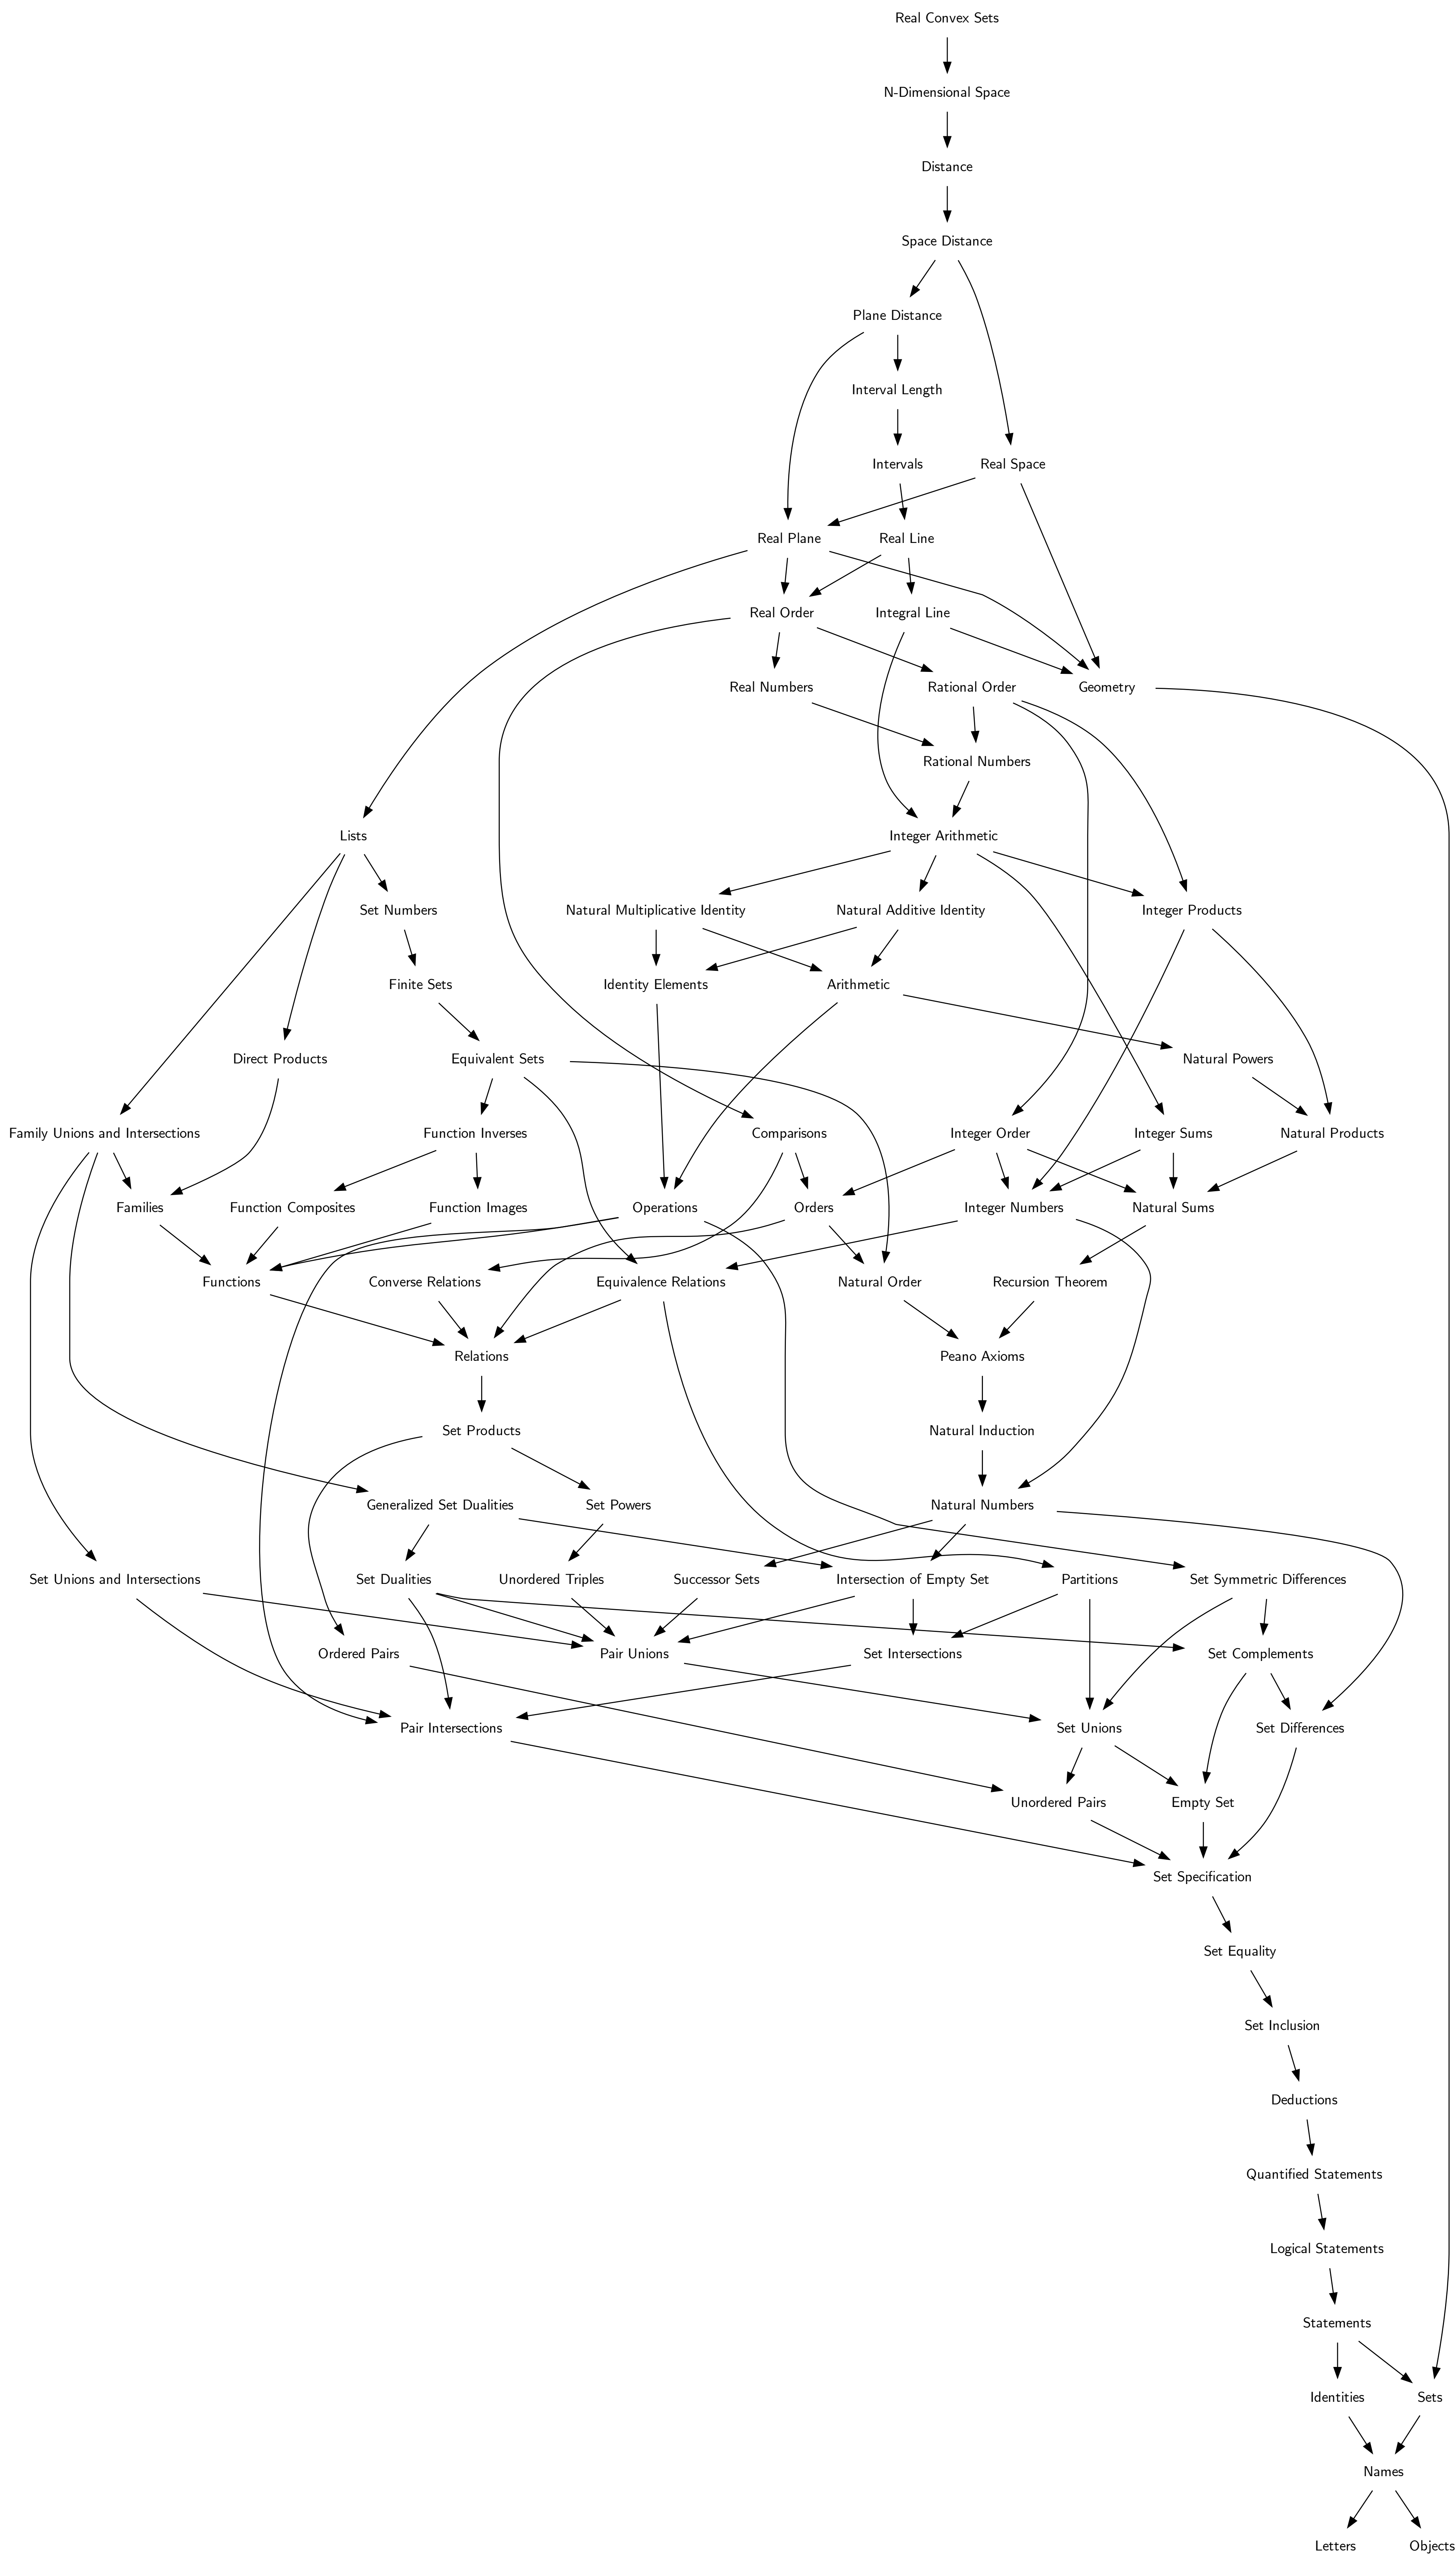 Real Convex Sets
N-Dimensional Space
Distance
Space Distance
Plane Distance
Interval Length
Intervals
Real Space
Real Plane
Real Line
Real Order
Integral Line
Real Numbers
Rational Order
Geometry
Rational Numbers
Lists
Integer Arithmetic
Set Numbers
Natural Multiplicative Identity
Natural Additive Identity
Integer Products
Finite Sets
Identity Elements
Arithmetic
Direct Products
Equivalent Sets
Natural Powers
Family Unions and Intersections
Function Inverses
Comparisons
Integer Order
Integer Sums
Natural Products
Families
Function Composites
Function Images
Operations
Orders
Integer Numbers
Natural Sums
Functions
Converse Relations
Equivalence Relations
Natural Order
Recursion Theorem
Relations
Peano Axioms
Set Products
Natural Induction
Generalized Set Dualities
Set Powers
Natural Numbers
Set Unions and Intersections
Set Dualities
Unordered Triples
Successor Sets
Intersection of Empty Set
Partitions
Set Symmetric Differences
Ordered Pairs
Pair Unions
Set Intersections
Set Complements
Pair Intersections
Set Unions
Set Differences
Unordered Pairs
Empty Set
Set Specification
Set Equality
Set Inclusion
Deductions
Quantified Statements
Logical Statements
Statements
Identities
Sets
Names
Letters
Objects